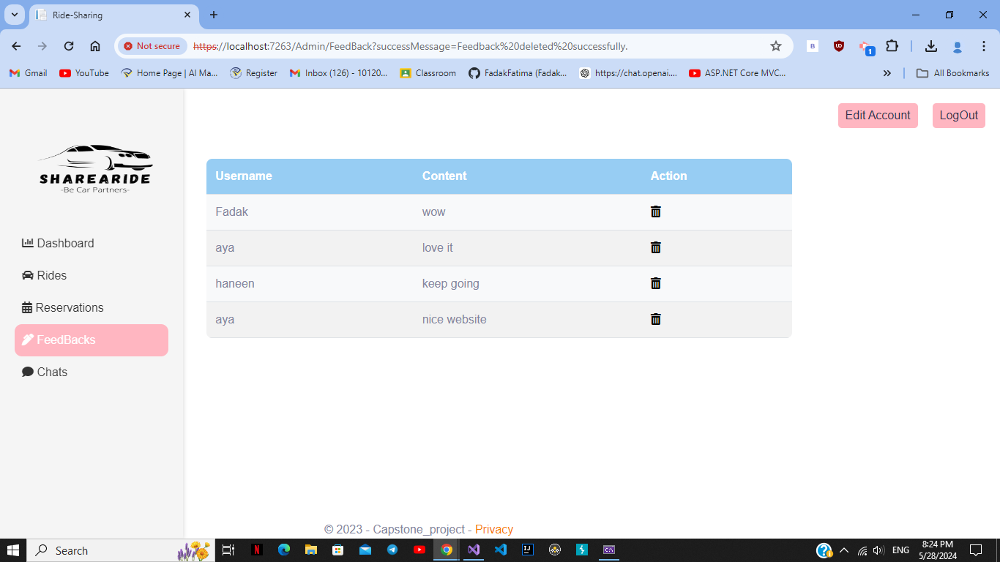 Ride-Sharing
Not secure https://localhost:7263/Admin/FeedBack?successMessage=Feedback%20deleted%20successfully.
B UD 1
Gmail YouTube Home Page | Al Ma... Register Inbox (126) - 10120... Classroom FadakFatima (Fadak... https://chat.openai.... ASP.NET Core MVC... » All Bookmarks
Edit Account LogOut
SHAREARIDE
-Be Car Partners-
Username Content Action
Fadak wow
aya love it
haneen keep going
aya nice website
Dashboard
Rides
Reservations
FeedBacks
Chats
© 2023 - Capstone_project - Privacy
Search
N
IJ
C:\
ENG
8:24 PM
5/28/2024